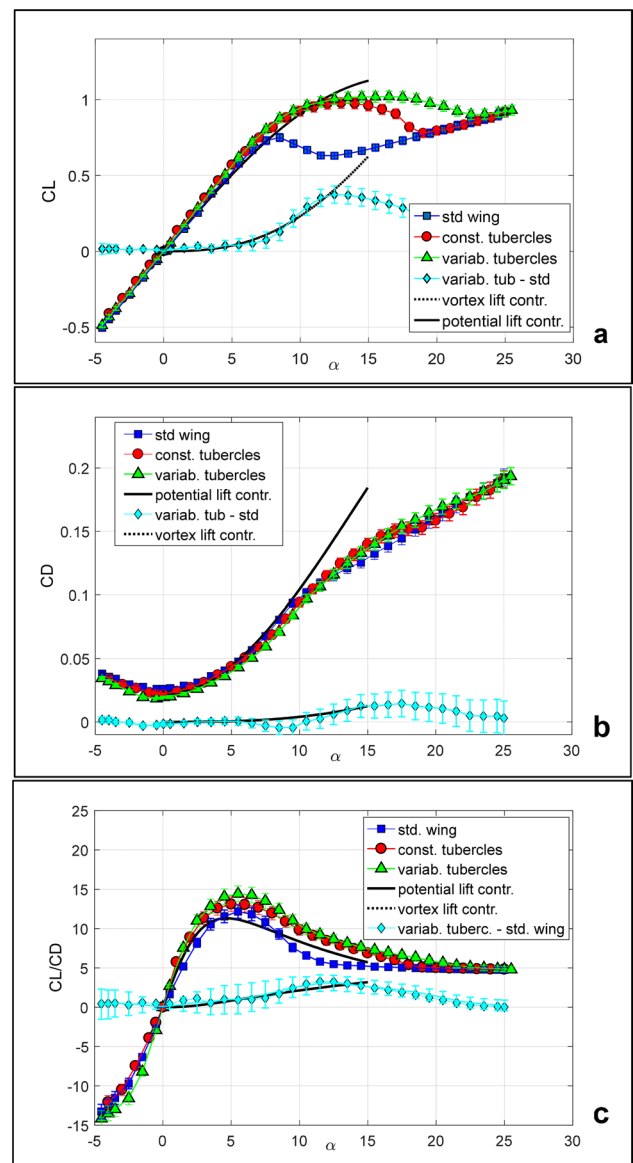 1
0.5
0
-0.5
CL
-5
0
5
10
15
20
25
30
α
std wing
const. tubercles
variab. tubercles
variab. tub - std
vortex lift contr.
potential lift contr.
a
0.2
0.15
0.1
0.05
0
CD
-5
0
5
10
15
20
25
30
α
std wing
const. tubercles
variab. tubercles
potential lift contr.
variab. tub - std
vortex lift contr.
b
25
20
15
10
5
0
-5
-10
-15
CL/CD
-5
0
5
10
15
20
25
30
α
std. wing
const. tubercles
variab. tubercles
potential lift contr.
vortex lift contr.
variab. tuberc. - std. wing
c